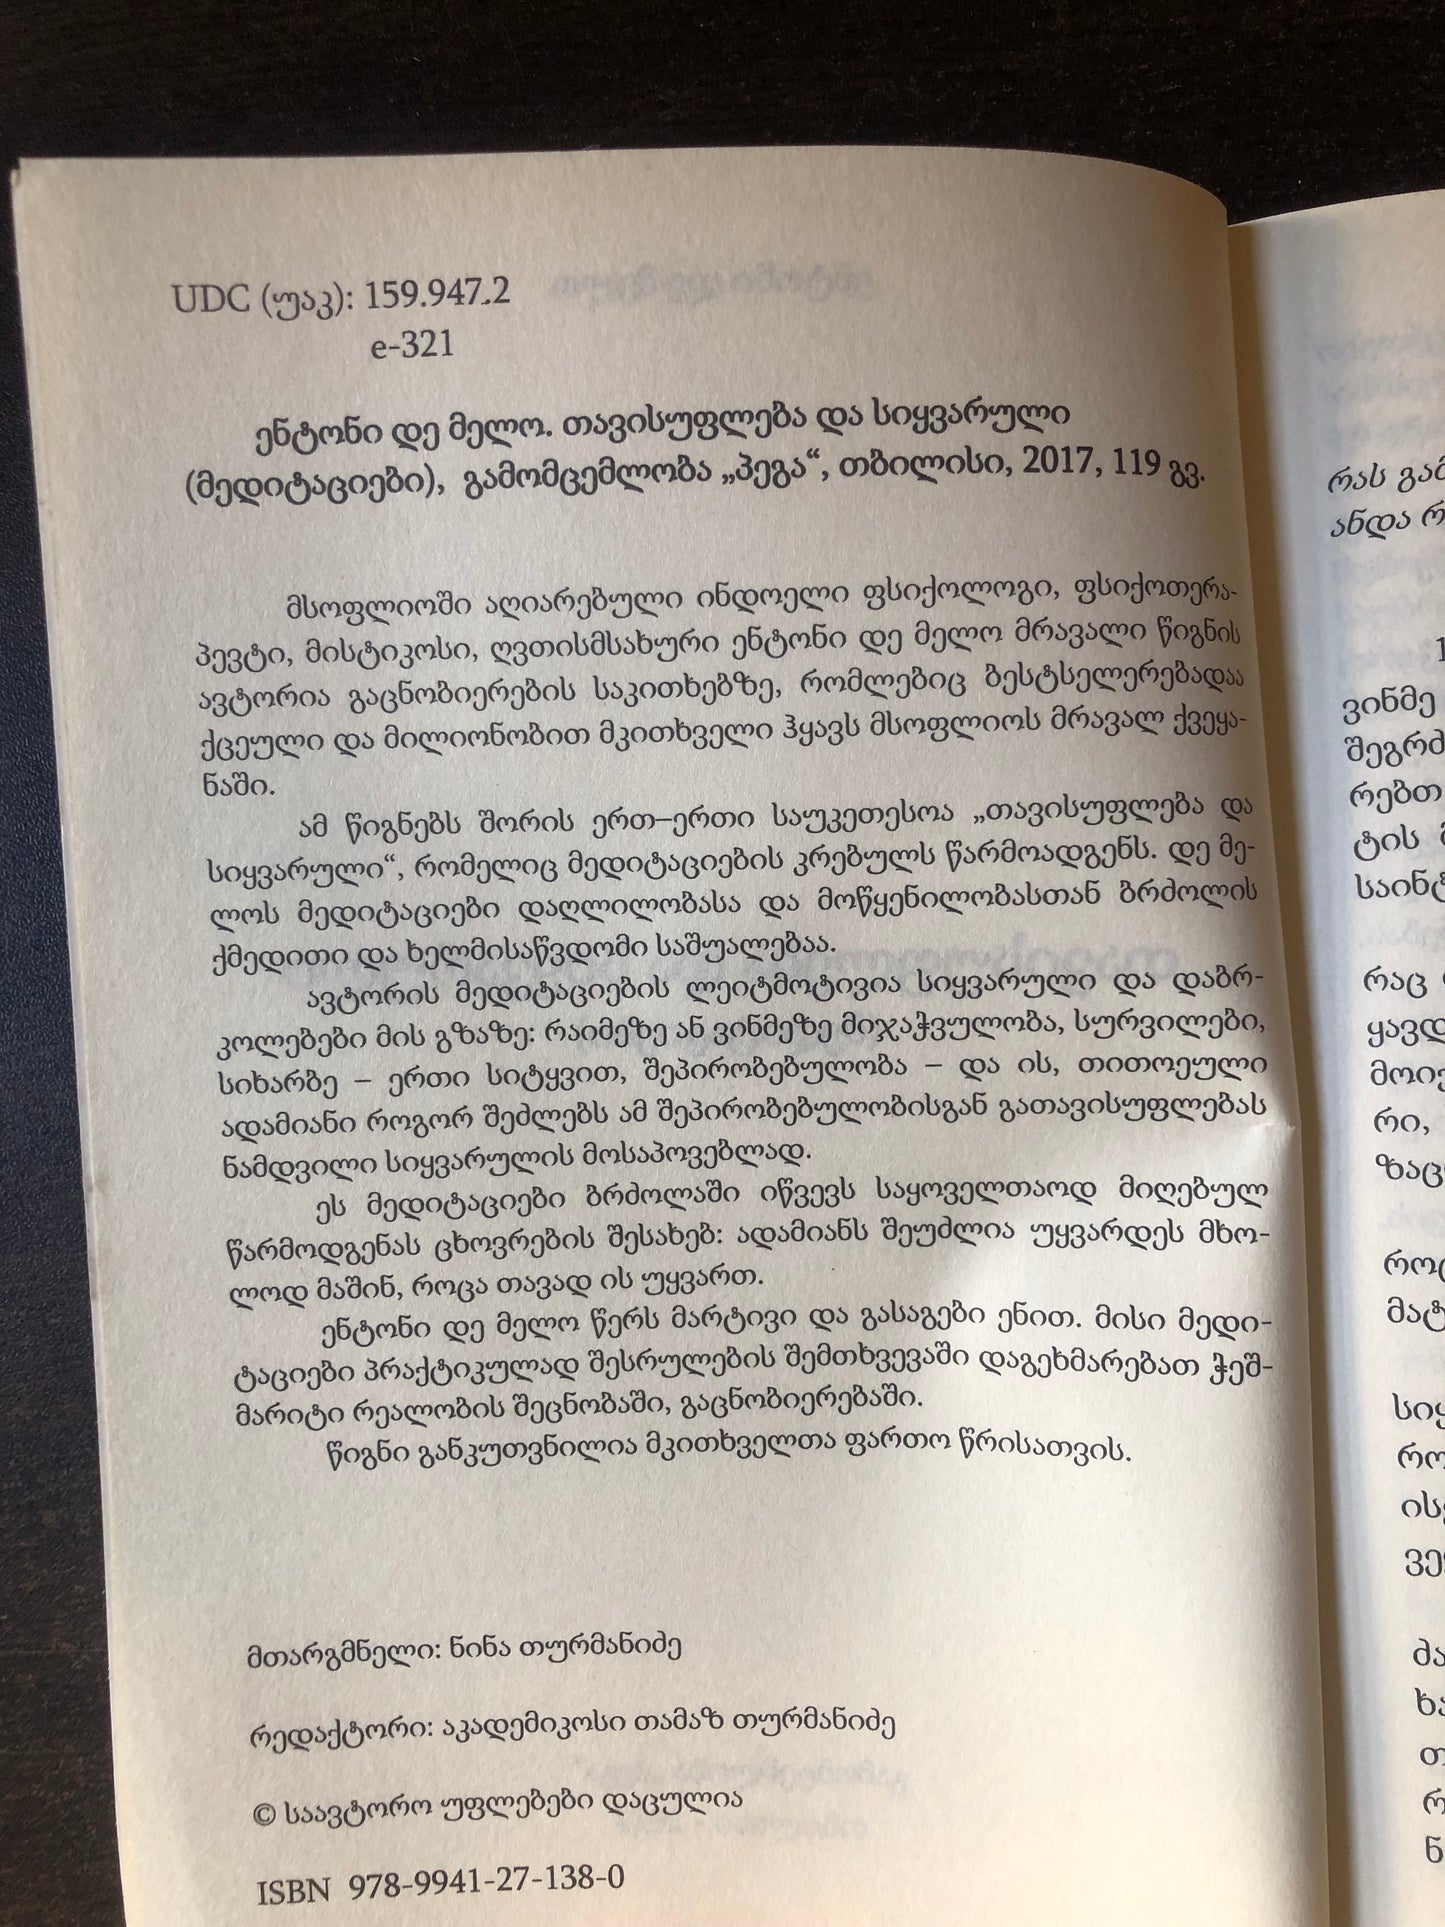 UDC (უაკ): 159.947.2
ე-321
ენტონი დე მელო. თავისუფლება და სიყვარული
(მედიტაციები), გამომცემლობა „პეგა“, თბილისი, 2017, 119 გვ.
მსოფლიოში აღიარებული ინდოელი ფსიქოლოგი, ფსიქოთერა-
პევტი, მისტიკოსი, ღვთისმსახური ენტონი დე მელო მრავალი წიგნის
ავტორია გაცნობიერების საკითხებზე, რომლებიც ბესტსელერებადაა
ქცეული და მილიონობით მკითხველი ჰყავს მსოფლიოს მრავალ ქვეყა-
ნაში.
ამ წიგნებს შორის ერთ–ერთი საუკეთესოა „თავისუფლება და
სიყვარული“, რომელიც მედიტაციების კრებულს წარმოადგენს. დე მე-
ლოს მედიტაციები დაღლილობასა და მოწყენილობასთან ბრძოლის
ქმედითი და ხელმისაწვდომი საშუალებაა.
ავტორის მედიტაციების ლეიტმოტივია სიყვარული და დაბრ-
კოლებები მის გზაზე: რაიმეზე ან ვინმეზე მიჯაჭვულობა, სურვილები,
სიხარბე – ერთი სიტყვით, შეპირობებულობა – და ის, თითოეული
ადამიანი როგორ შეძლებს ამ შეპირობებულობისგან გათავისუფლებას
ნამდვილი სიყვარულის მოსაპოვებლად.
ეს მედიტაციები ბრძოლაში იწვევს საყოველთაოდ მიღებულ
წარმოდგენას ცხოვრების შესახებ: ადამიანს შეუძლია უყვარდეს მხო-
ლოდ მაშინ, როცა თავად ის უყვართ.
ენტონი დე მელო წერს მარტივი და გასაგები ენით. მისი მედი-
ტაციები პრაქტიკულად შესრულების შემთხვევაში დაგეხმარებათ ჭეშ-
მარიტი რეალობის შეცნობაში, გაცნობიერებაში.
წიგნი განკუთვნილია მკითხველთა ფართო წრისათვის.
მთარგმნელი: ნინა თურმანიძე
რედაქტორი: აკადემიკოსი თამაზ თურმანიძე
© საავტორო უფლებები დაცულია
ISBN 978-9941-27-138-0
რას
ანდა
ვინმე
ტის
რაც
რი,